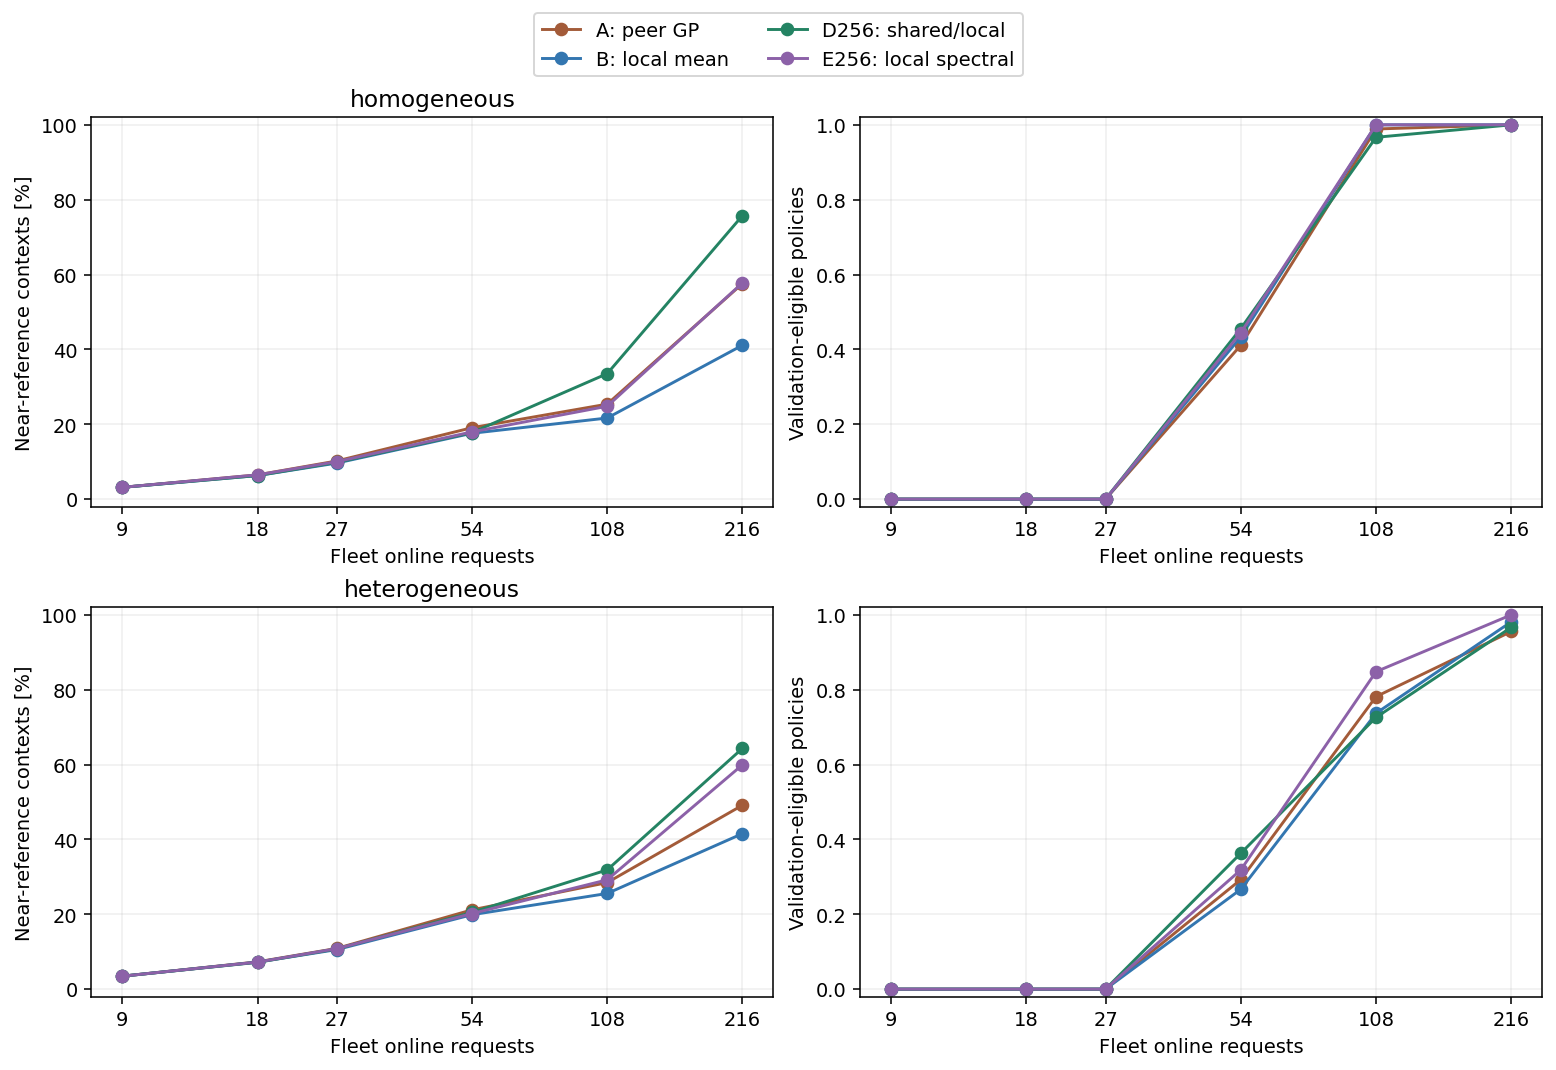 A: peer GP
B: local mean
D256: shared/local
E256: local spectral
homogeneous
Near-reference contexts [%]
100
80
60
40
20
0
9 18 27 54 108 216
Fleet online requests
Validation-eligible policies
1.0
0.8
0.6
0.4
0.2
0.0
9 18 27 54 108 216
Fleet online requests
heterogeneous
Near-reference contexts [%]
100
80
60
40
20
0
9 18 27 54 108 216
Fleet online requests
Validation-eligible policies
1.0
0.8
0.6
0.4
0.2
0.0
9 18 27 54 108 216
Fleet online requests